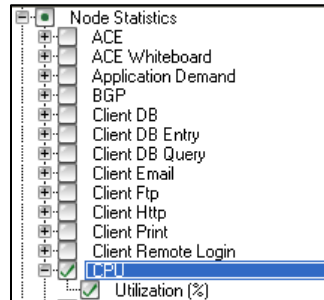 Node Statistics
ACE
ACE Whiteboard
Application Demand
BGP
Client DB
Client DB Entry
Client DB Query
Client Email
Client Ftp
Client Http
Client Print
Client Remote Login
CPU
Utilization (%)